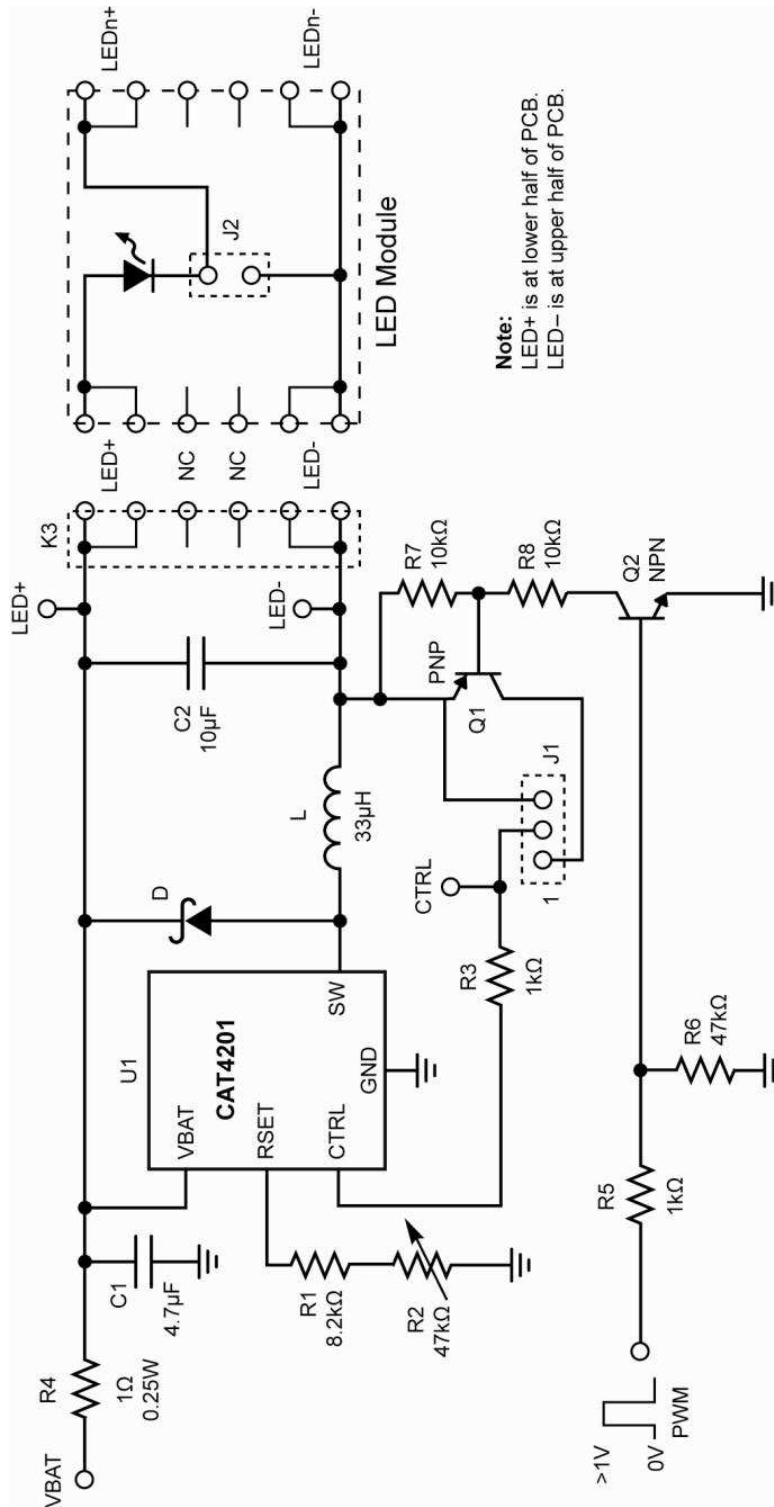 VBAT
R4
1Ω
0.25W
C1
4.7µF
U1
CAT4201
VBAT
RSET
CTRL
SW
GND
R1
8.2kΩ
R2
47kΩ
D
L
33µH
C2
10µF
LED+
LED-
K3
LED+
NC
NC
LED-
LEDn+
LEDn-
J2
LED Module
R3
1kΩ
CTRL
J1
1
PNP
Q1
R7
10kΩ
R8
10kΩ
Q2
NPN
>1V
0V
PWM
R5
1kΩ
R6
47kΩ
Note:
LED+ is at lower half of PCB.
LED– is at upper half of PCB.